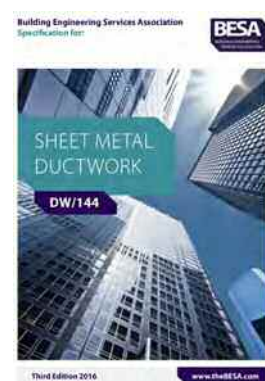 Building Engineering Services Association
Specification for:
BESA
SHEET METAL
DUCTWORK
DW/144
Third Edition 2016
www.theBESA.com